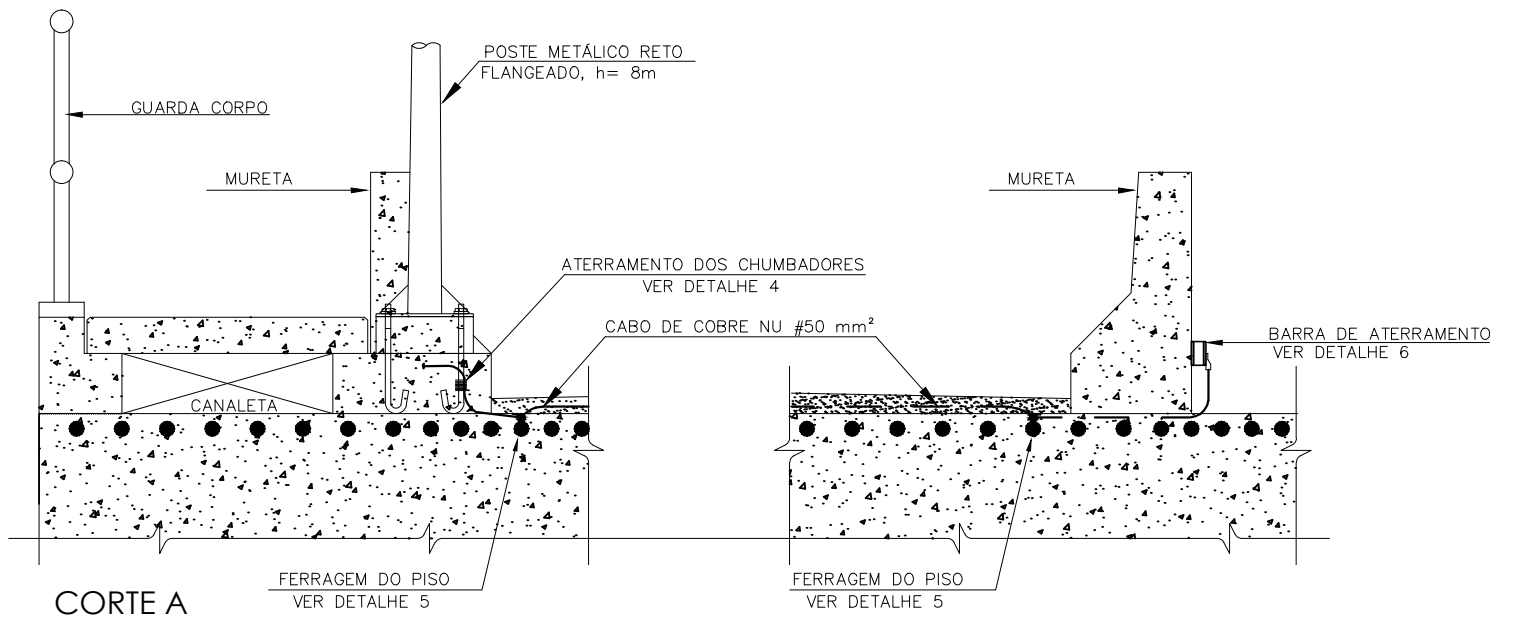 POSTE METÁLICO RETO
FLANGEADO, h= 8m
GUARDA CORPO
MURETA
MURETA
ATERRAMENTO DOS CHUMBADORES
VER DETALHE 4
CABO DE COBRE NU #50 mm²
BARRA DE ATERRAMENTO
VER DETALHE 6
CANALETA
FERRAGEM DO PISO
VER DETALHE 5
FERRAGEM DO PISO
VER DETALHE 5
CORTE A